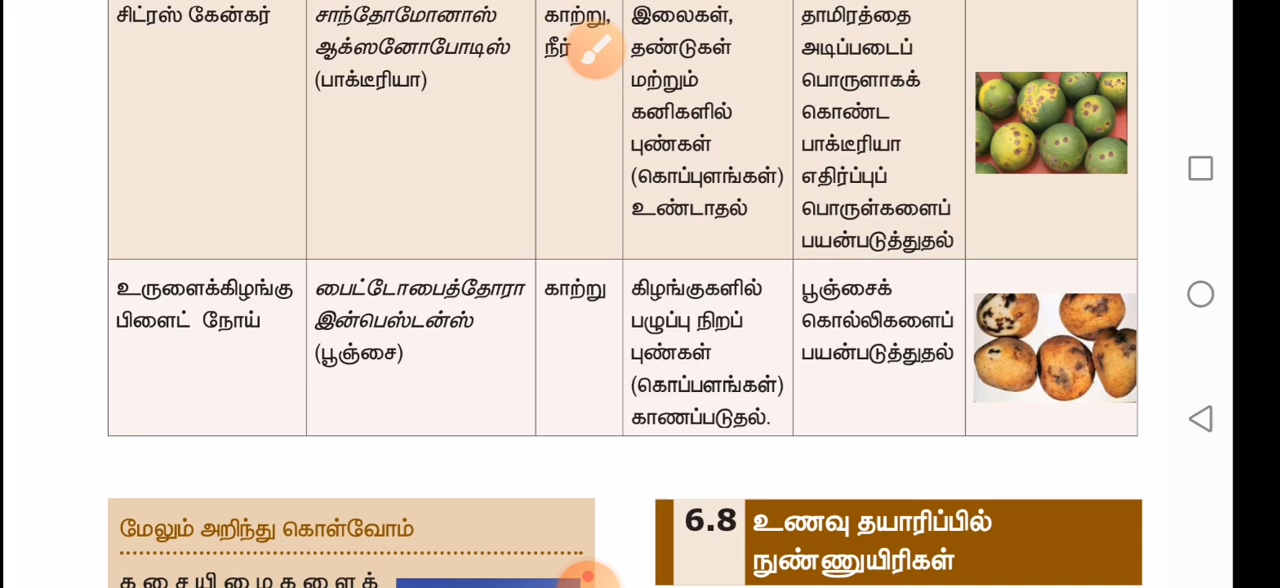 சிட்ரஸ் கேன்கர்
சாந்தோமோனாஸ்
ஆக்ஸனோபோடிஸ்
(பாக்டீரியா)
காற்று,
நீர்
இலைகள்,
தண்டுகள்
மற்றும்
கனிகளில்
புண்கள்
(கொப்புளங்கள்)
உண்டாதல்
தாமிரத்தை
அடிப்படைப்
பொருளாகக்
கொண்ட
பாக்டீரியா
எதிர்ப்புப்
பொருள்களைப்
பயன்படுத்துதல்
உருளைக்கிழங்கு
பிளைட் நோய்
பைட்டோபைத்தோரா
இன்பெஸ்டன்ஸ்
(பூஞ்சை)
காற்று
கிழங்குகளில்
பழுப்பு நிறப்
புண்கள்
(கொப்பளங்கள்)
காணப்படுதல்.
பூஞ்சைக்
கொல்லிகளைப்
பயன்படுத்துதல்
மேலும் அறிந்து கொள்வோம்
தசையிழைகளைக்
6.8 உணவு தயாரிப்பில்
நுண்ணுயிரிகள்